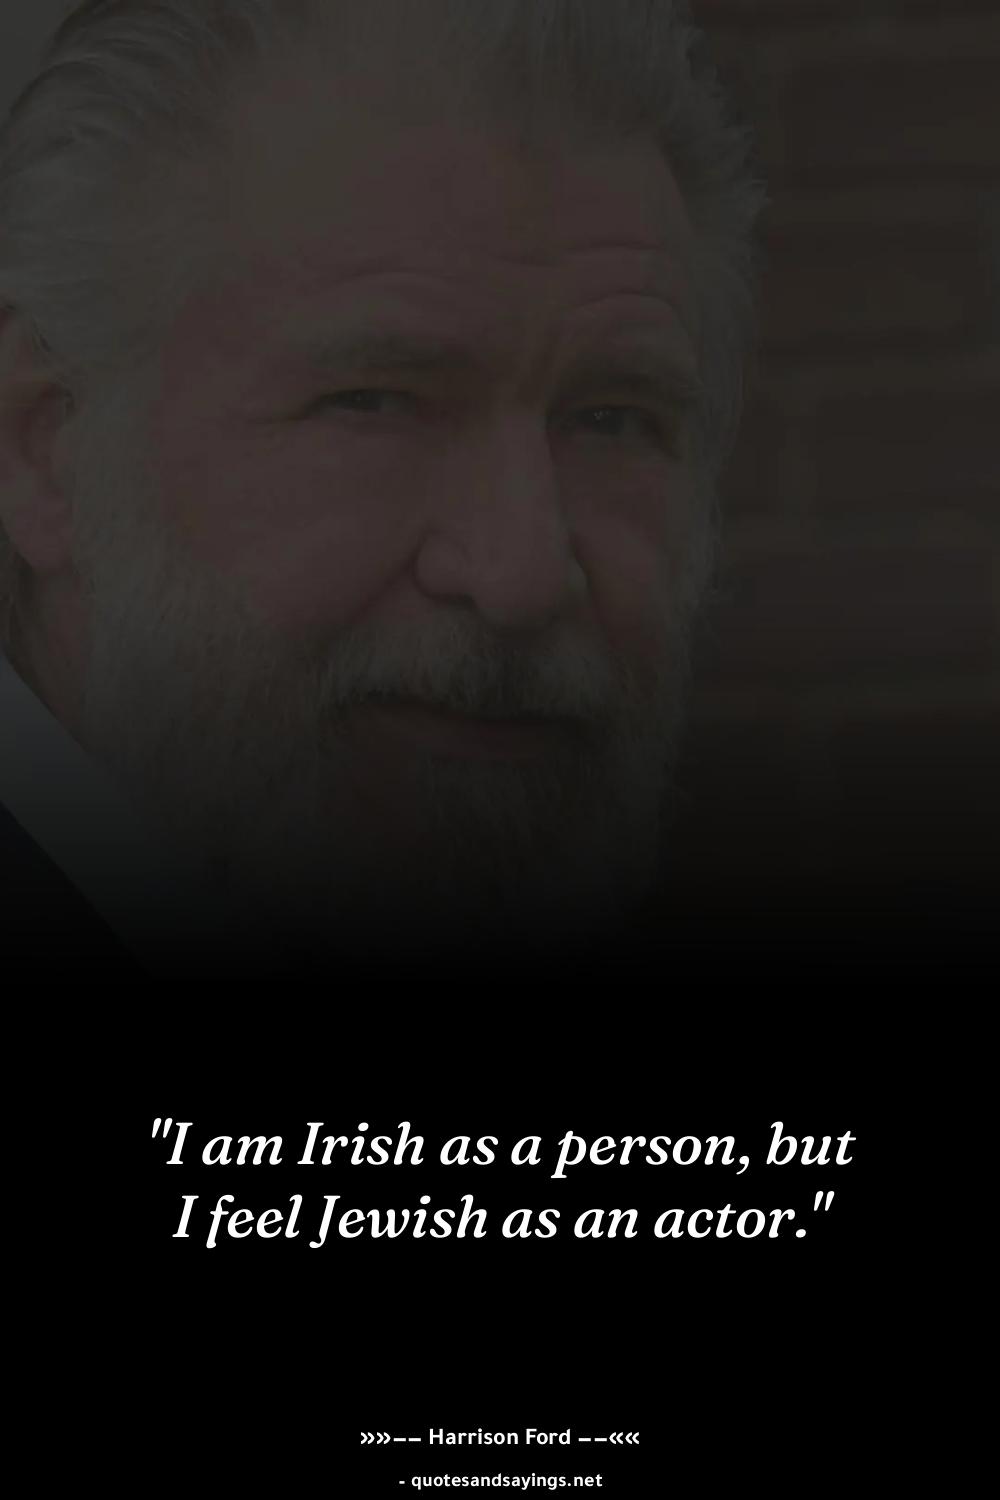 "I am Irish as a person, but
I feel Jewish as an actor."
»»−− Harrison Ford −−««
- quotesandsayings.net